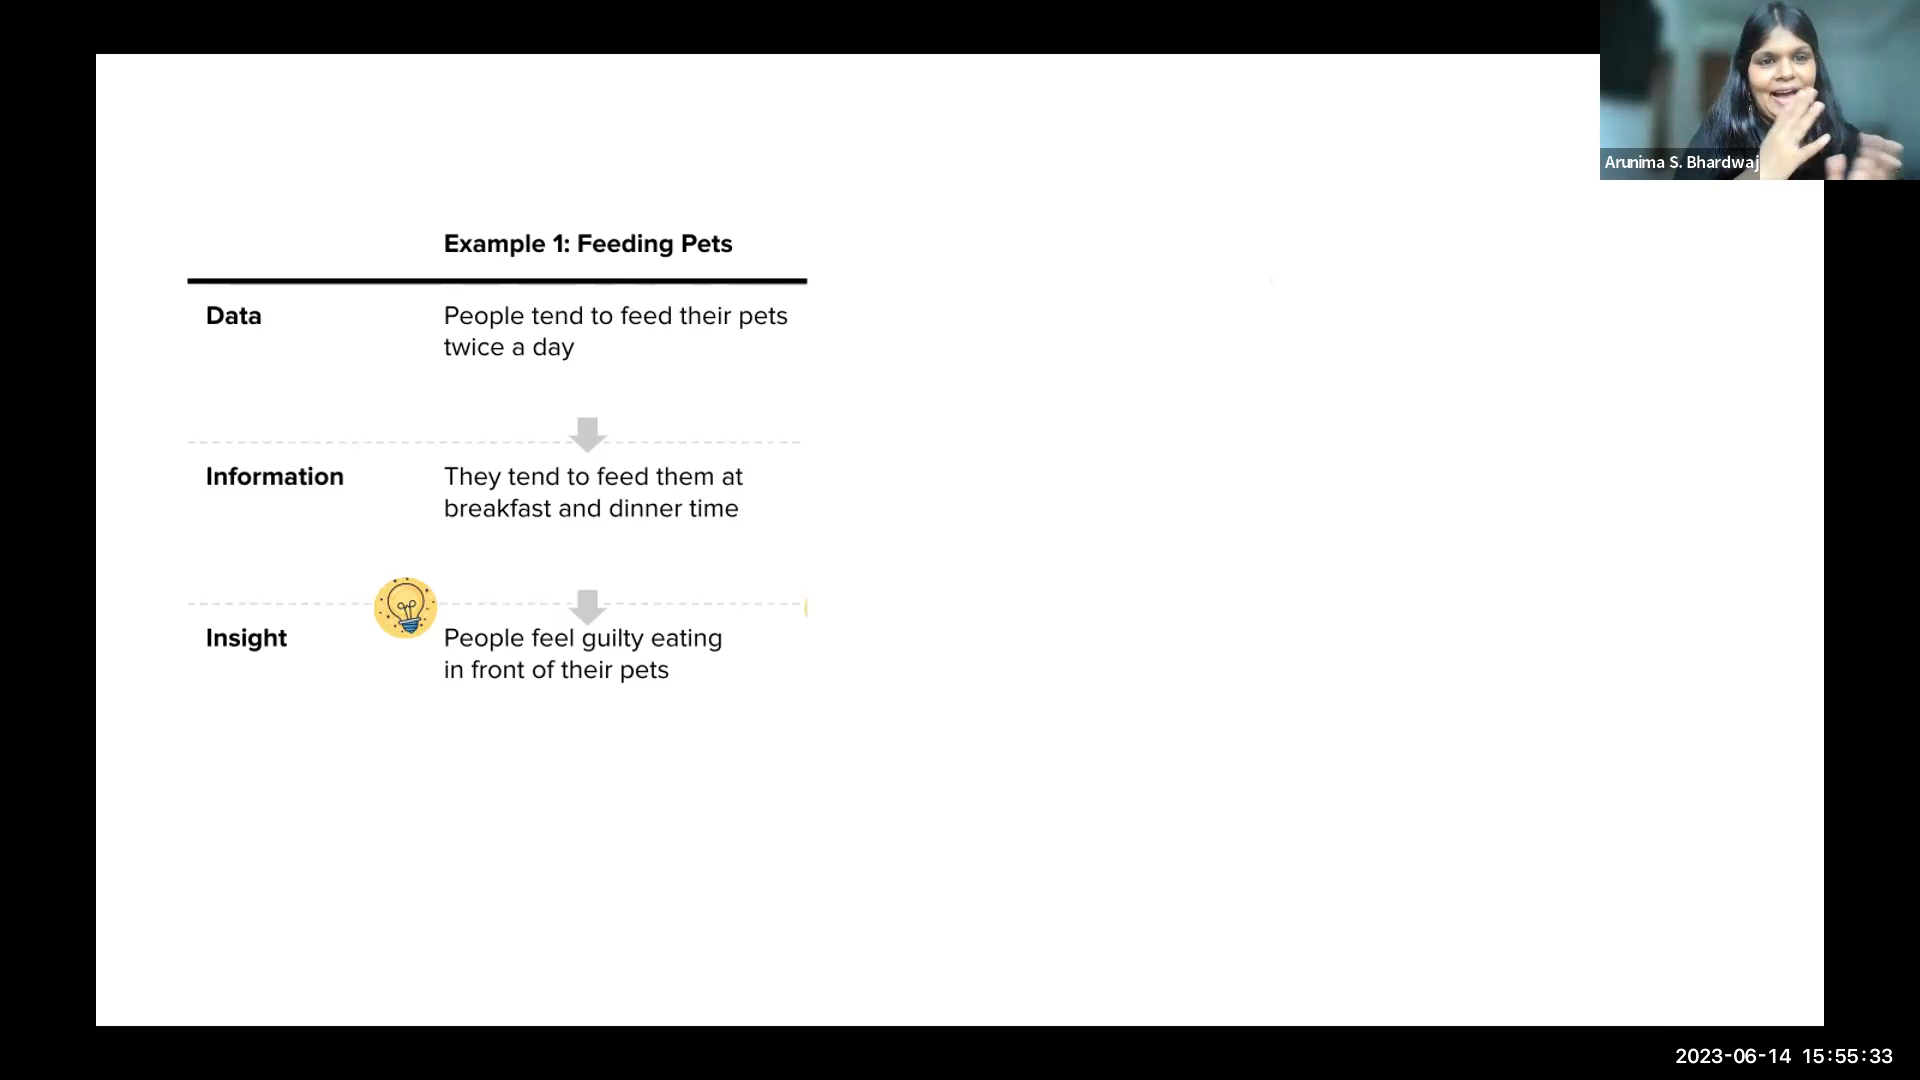 Arunima S. Bhardwaj
Example 1: Feeding Pets
Data
People tend to feed their pets
twice a day
Information
They tend to feed them at
breakfast and dinner time
Insight
People feel guilty eating
in front of their pets
2023-06-14 15:55:33